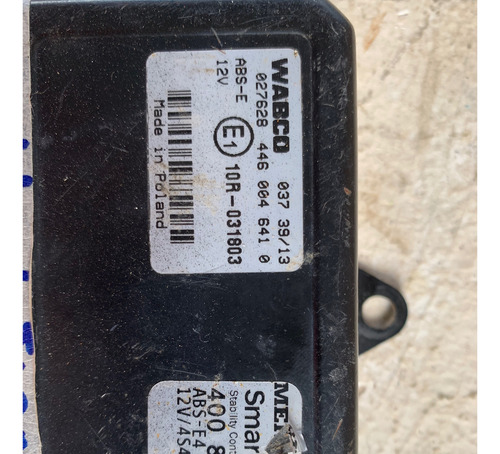 WABCO 037 39/13
027628 446 004 641 0
ABS-E
12V
E1 10R-031803
Made in Poland
Smar
Stability Cont
400 8
ABS-E4
12V/4S4